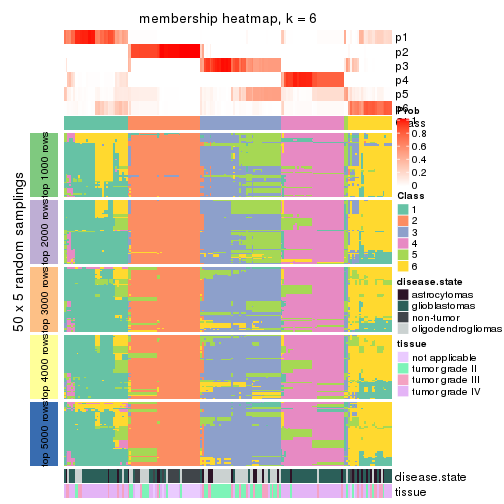 membership heatmap, k = 6
p1
p2
p3
p4
p5
p6
Prob
1
0.8
0.6
0.4
0.2
0
Class
Class
1
2
3
4
5
6
disease.state
astrocytomas
glioblastomas
non-tumor
oligodendrogliomas
tissue
not applicable
tumor grade II
tumor grade III
tumor grade IV
50 x 5 random samplings
top 1000 rows
top 2000 rows
top 3000 rows
top 4000 rows
top 5000 rows
disease.state
tissue